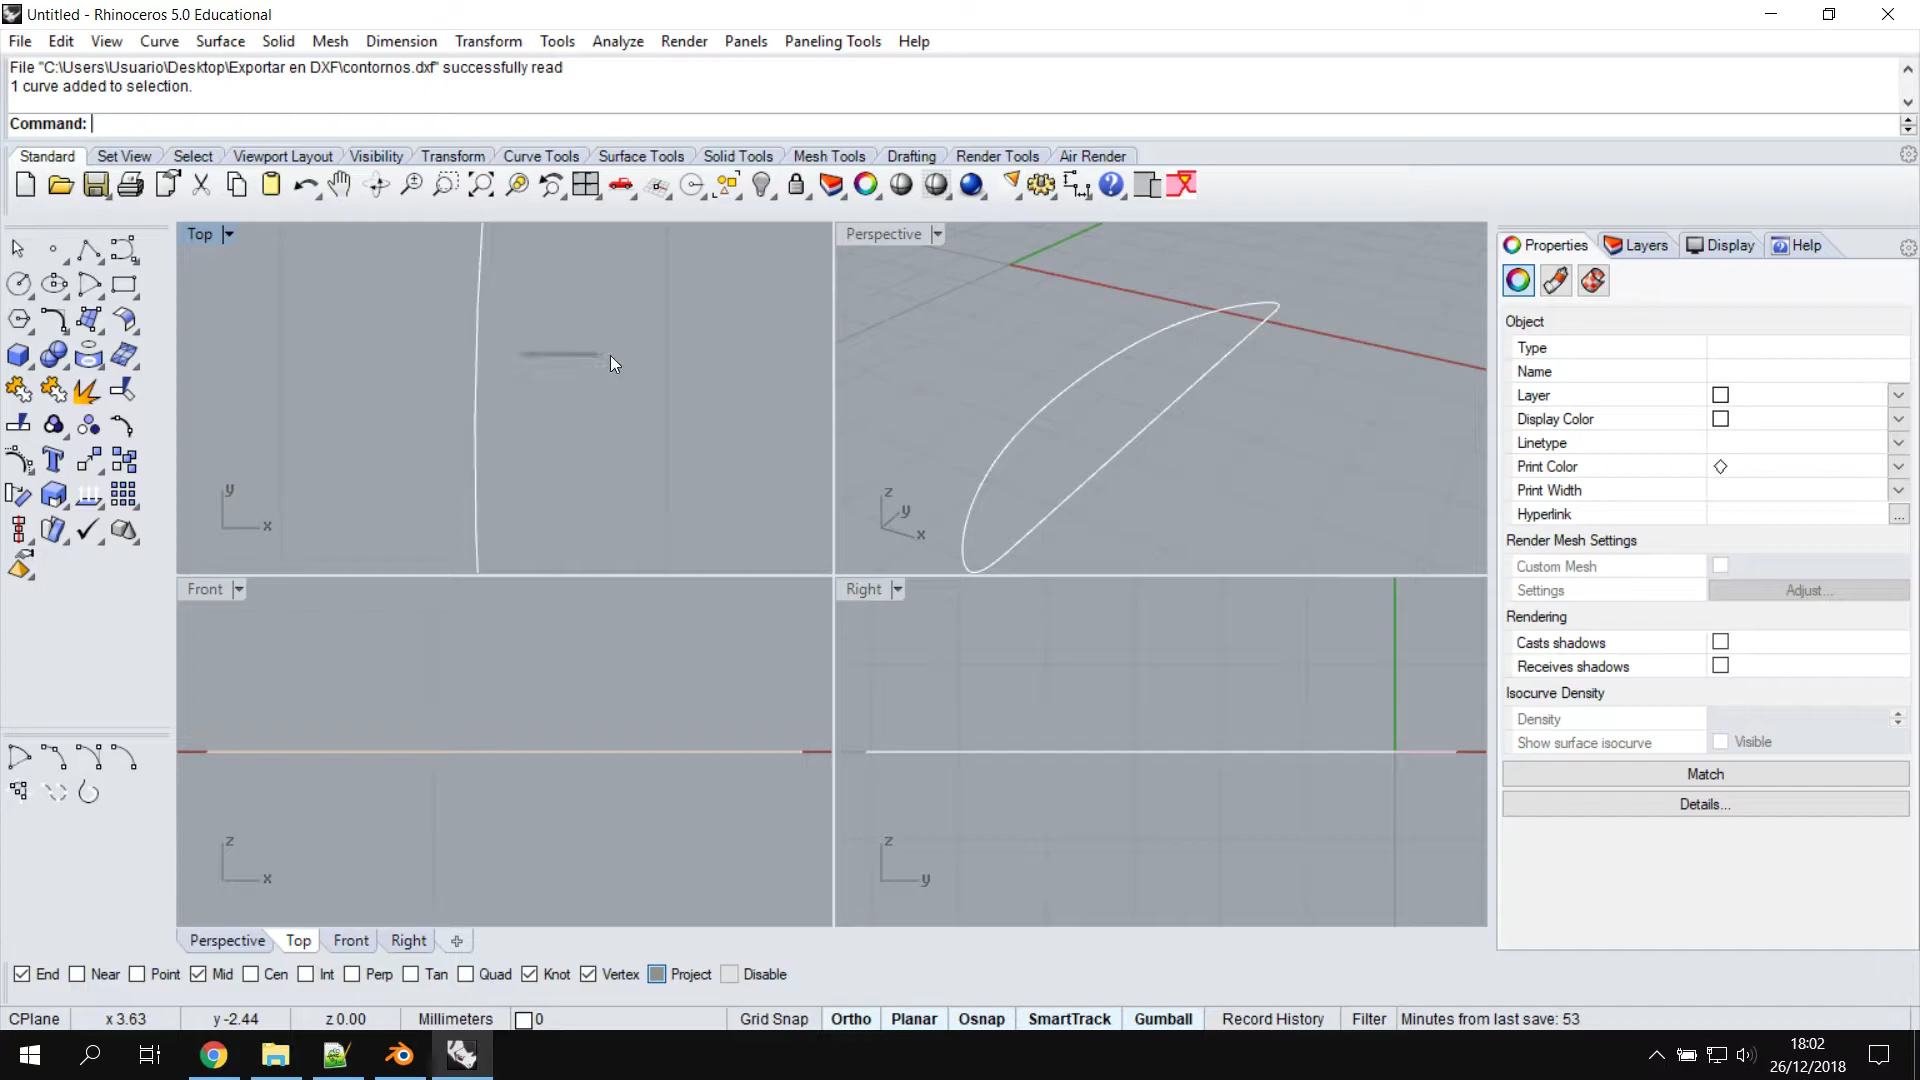 Untitled - Rhinoceros 5.0 Educational
File Edit View Curve Surface Solid Mesh Dimension Transform Tools Analyze Render Panels Paneling Tools Help
File "C:\Users\Usuario\Desktop\Exportar en DXF\contornos.dxf" successfully read
1 curve added to selection.
Command:
Standard Set View Select Viewport Layout Visibility Transform Curve Tools Surface Tools Solid Tools Mesh Tools Drafting Render Tools Air Render
Top
Perspective
Properties Layers Display Help
Object
Type
Name
Layer
Display Color
Linetype
Print Color
Print Width
Hyperlink
...
Render Mesh Settings
Custom Mesh
Settings Adjust...
Rendering
Casts shadows
Receives shadows
Isocurve Density
Density
Show surface isocurve Visible
Match
Details...
y
x
z
y
x
Front
Right
z
x
z
y
Perspective Top Front Right
End Near Point Mid Cen Int Perp Tan Quad Knot Vertex Project Disable
CPlane x 3.63 y -2.44 z 0.00 Millimeters 0 Grid Snap Ortho Planar Osnap SmartTrack Gumball Record History Filter Minutes from last save: 53
18:02
26/12/2018